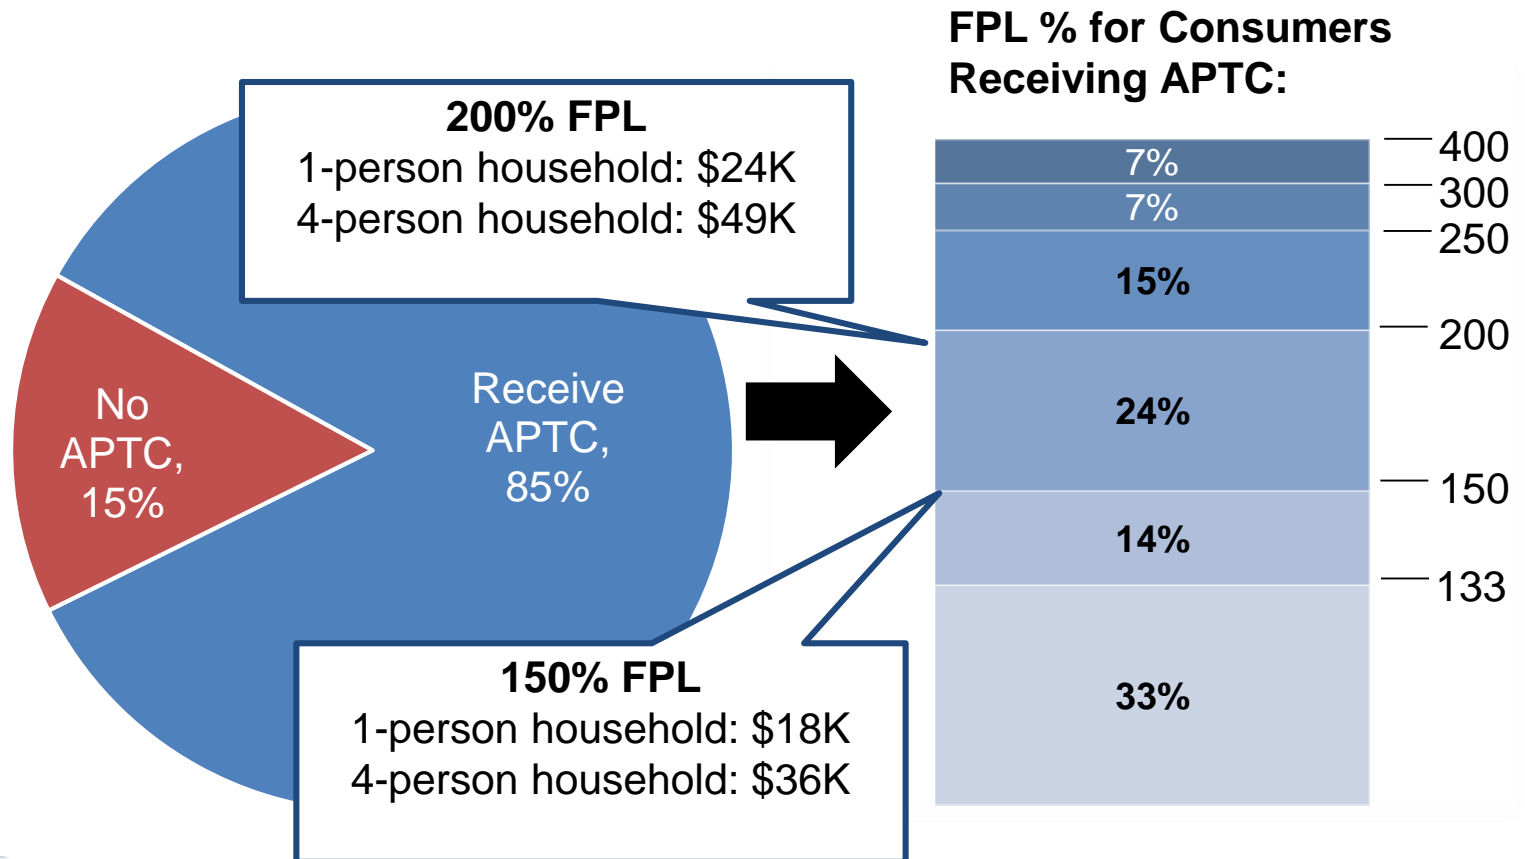 FPL % for Consumers
Receiving APTC:
200% FPL
1-person household: $24K
4-person household: $49K
No
APTC,
15%
Receive
APTC,
85%
150% FPL
1-person household: $18K
4-person household: $36K
7%
7%
15%
24%
14%
33%
400
300
250
200
150
133